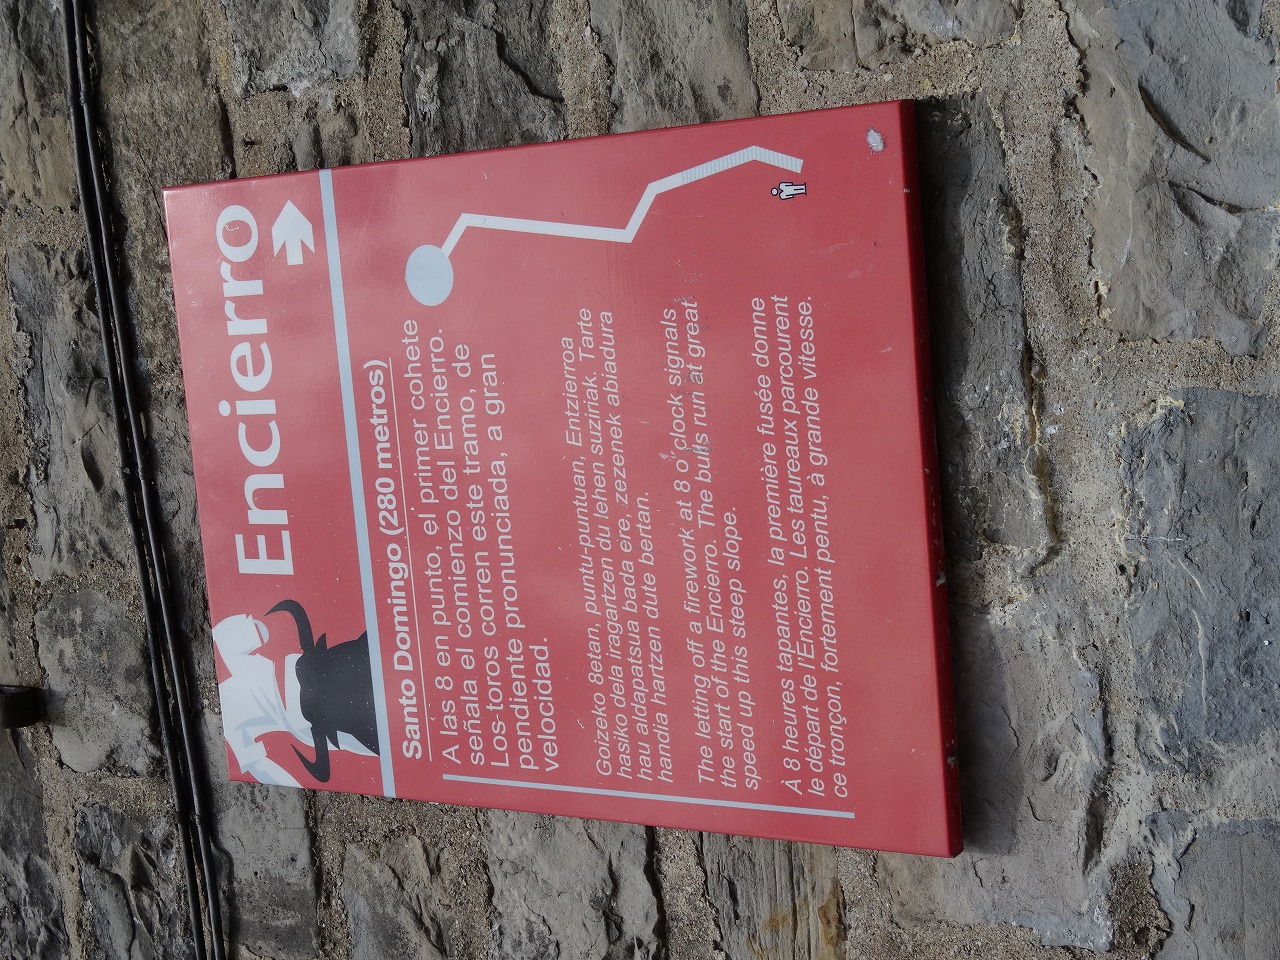 Encierro
Santo Domingo (280 metros)
A las 8 en punto, el primer cohete
señala el comienzo del Encierro.
Los toros corren este tramo, de
pendiente pronunciada, a gran
velocidad.
Goizeko 8etan, puntu-puntuan, Entzierroa
hasiko dela iragartzen du lehen suziriak. Tarte
hau aldapatsua bada ere, zezenek abiadura
handia hartzen dute bertan.
The letting off a firework at 8 o'clock signals
the start of the Encierro. The bulls run at great
speed up this steep slope.
À 8 heures tapantes, la première fusée donne
le départ de l'Encierro. Les taureaux parcourent
ce tronçon, fortement pentu, à grande vitesse.